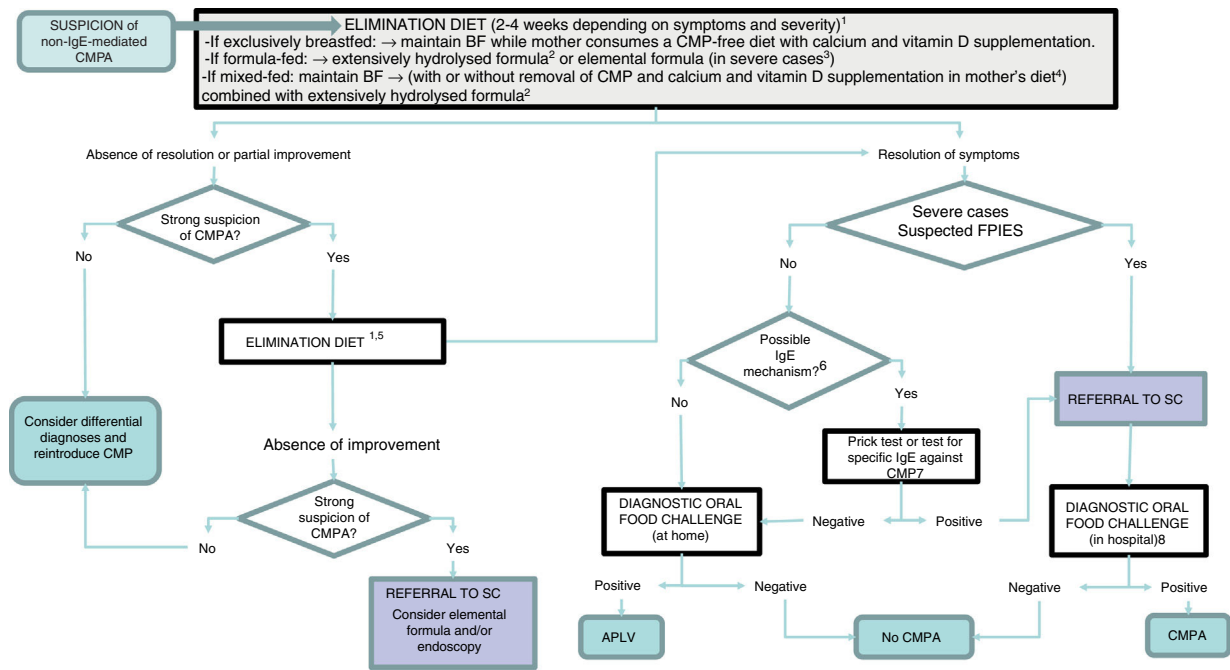 SUSPICION of
non-IgE-mediated
CMPA
ELIMINATION DIET (2-4 weeks depending on symptoms and severity)¹
-If exclusively breastfed: → maintain BF while mother consumes a CMP-free diet with calcium and vitamin D supplementation.
-If formula-fed: → extensively hydrolysed formula² or elemental formula (in severe cases³)
-If mixed-fed: maintain BF → (with or without removal of CMP and calcium and vitamin D supplementation in mother's diet⁴)
combined with extensively hydrolysed formula²
Absence of resolution or partial improvement
Resolution of symptoms
Strong suspicion
of CMPA?
No
Yes
Severe cases
Suspected FPIES
No
Yes
ELIMINATION DIET ¹,⁵
Possible
IgE
mechanism?⁶
No
Yes
REFERRAL TO SC
Consider differential
diagnoses and
reintroduce CMP
Absence of improvement
Prick test or test for
specific IgE against
CMP7
Strong
suspicion of
CMPA?
No
Yes
DIAGNOSTIC ORAL
FOOD CHALLENGE
(at home)
Negative
Positive
DIAGNOSTIC ORAL
FOOD CHALLENGE
(in hospital)8
REFERRAL TO SC
Consider elemental
formula and/or
endoscopy
Positive
Negative
Negative
Positive
APLV
No CMPA
CMPA